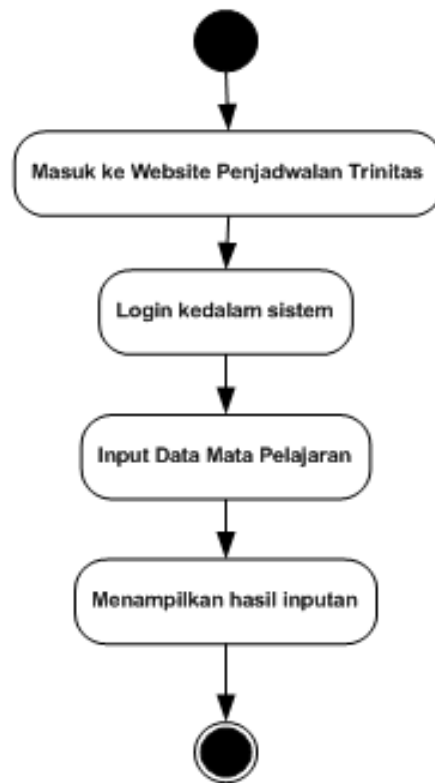 Masuk ke Website Penjadwalan Trinitas
Login kedalam sistem
Input Data Mata Pelajaran
Menampilkan hasil inputan